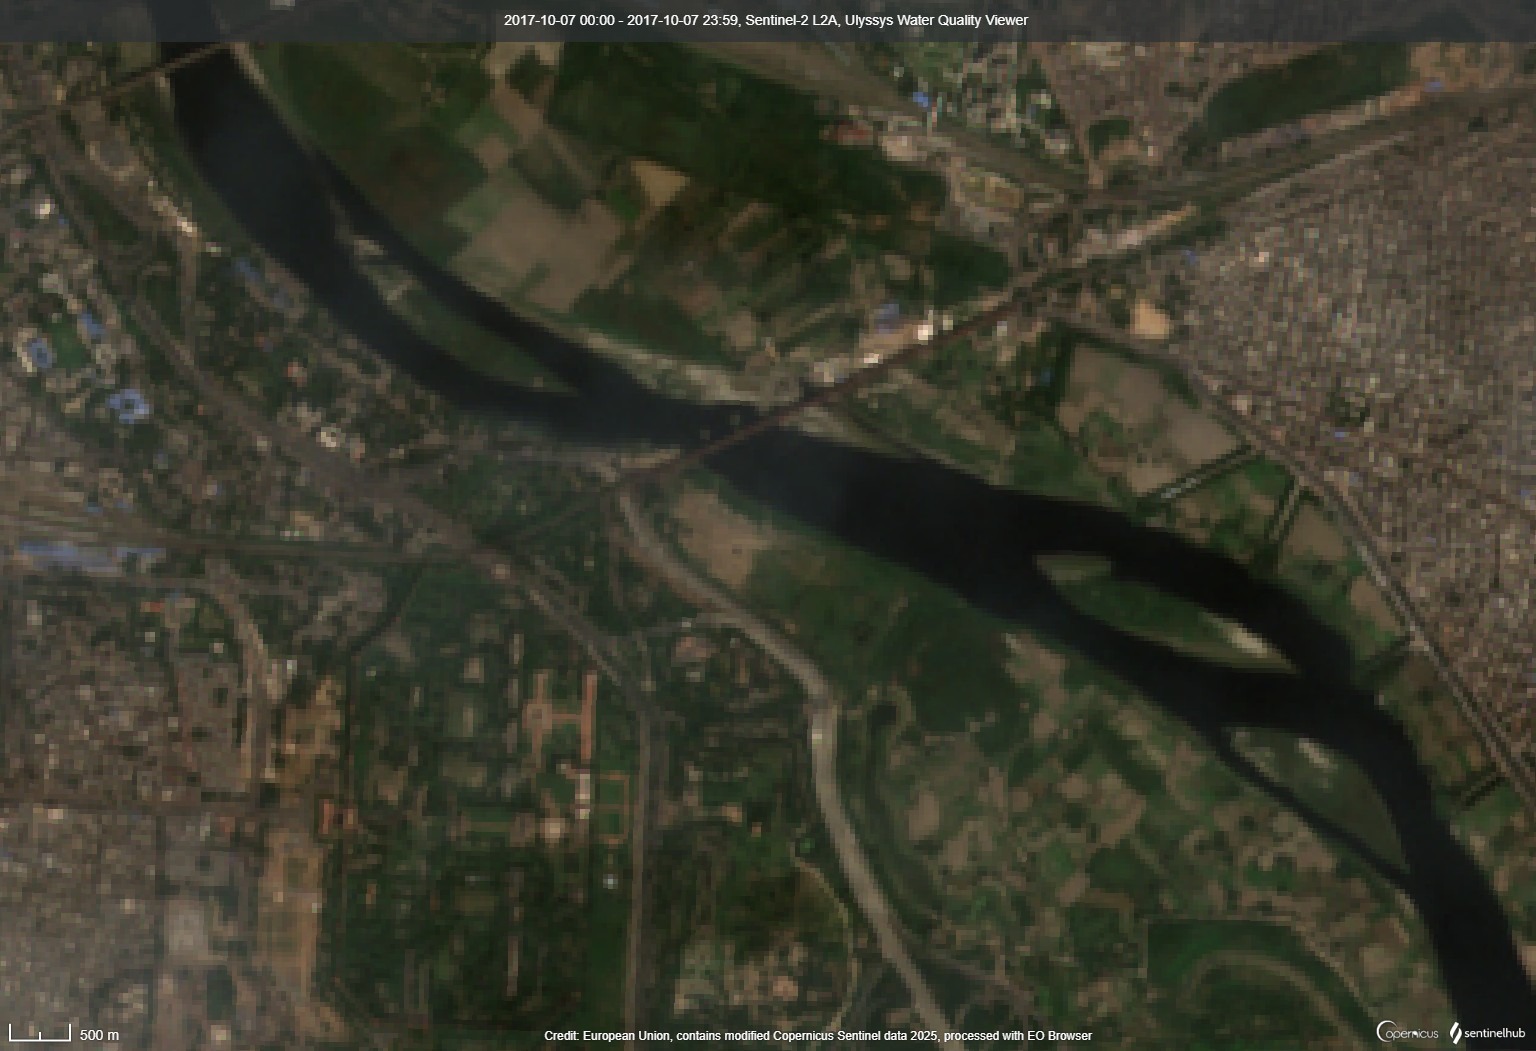 2017-10-07 00:00 - 2017-10-07 23:59, Sentinel-2 L2A, Ulyssys Water Quality Viewer
500 m
Credit: European Union, contains modified Copernicus Sentinel data 2025, processed with EO Browser
Copernicus
sentinelhub